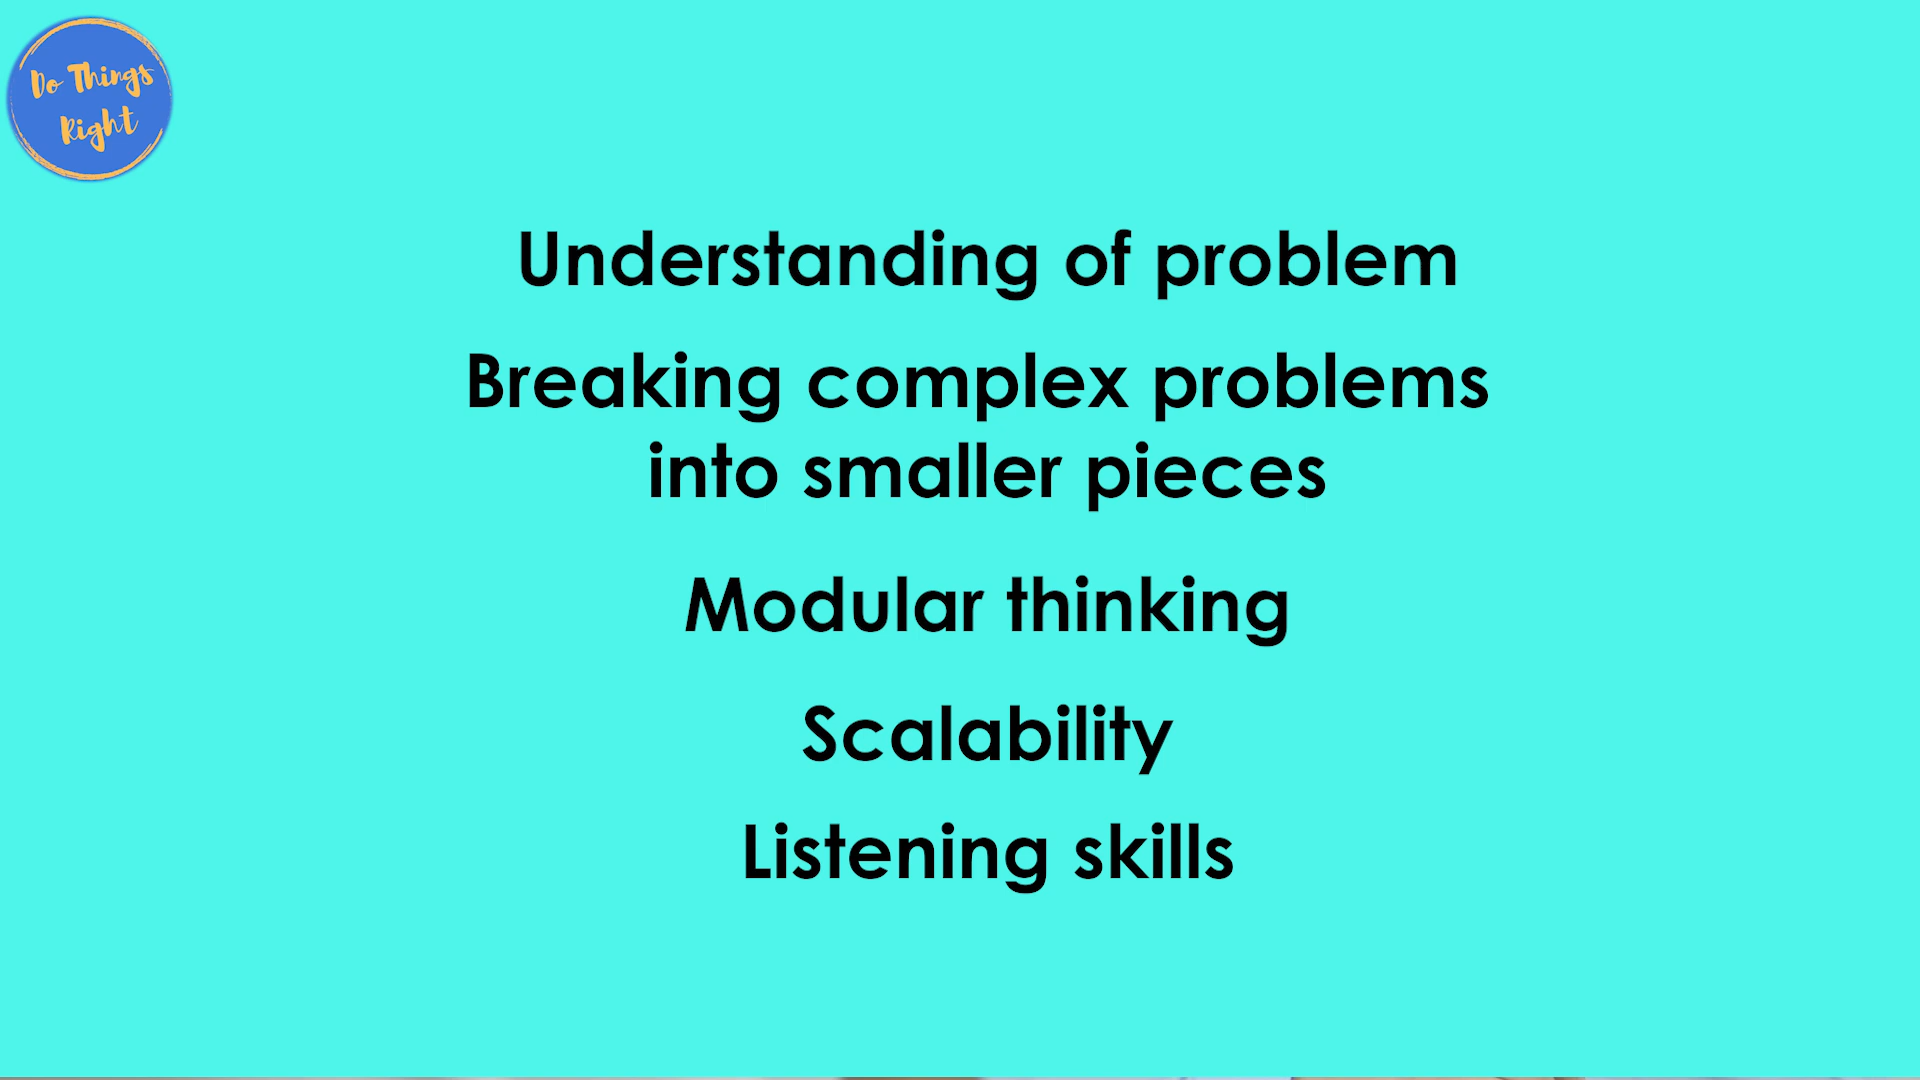 Do Things
Right
Understanding of problem
Breaking complex problems
into smaller pieces
Modular thinking
Scalability
Listening skills